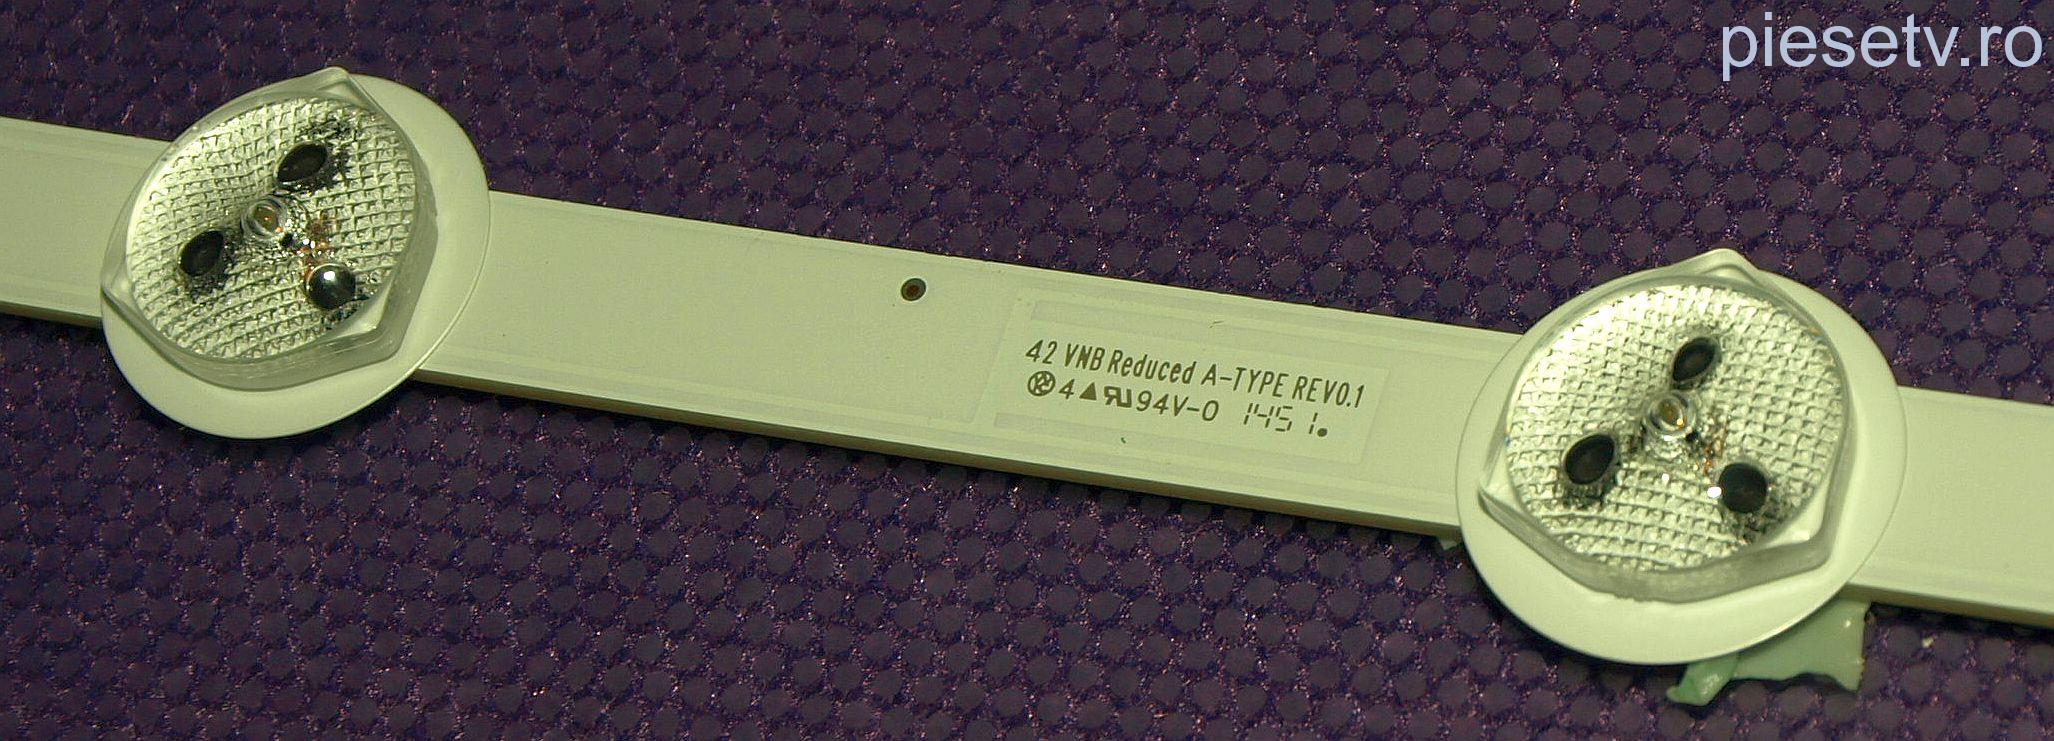 piesetv.ro
42 VNB Reduced A-TYPE REV0.1
4 94V-0 1451.